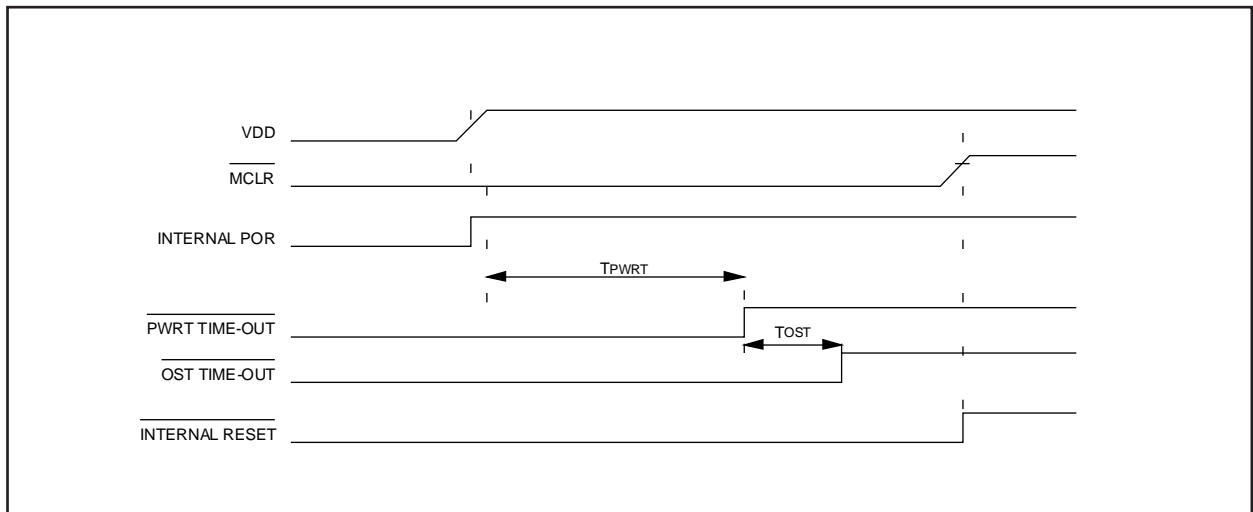 VDD
MCLR
INTERNAL POR
TPWRT
PWRT TIME-OUT
TOST
OST TIME-OUT
INTERNAL RESET